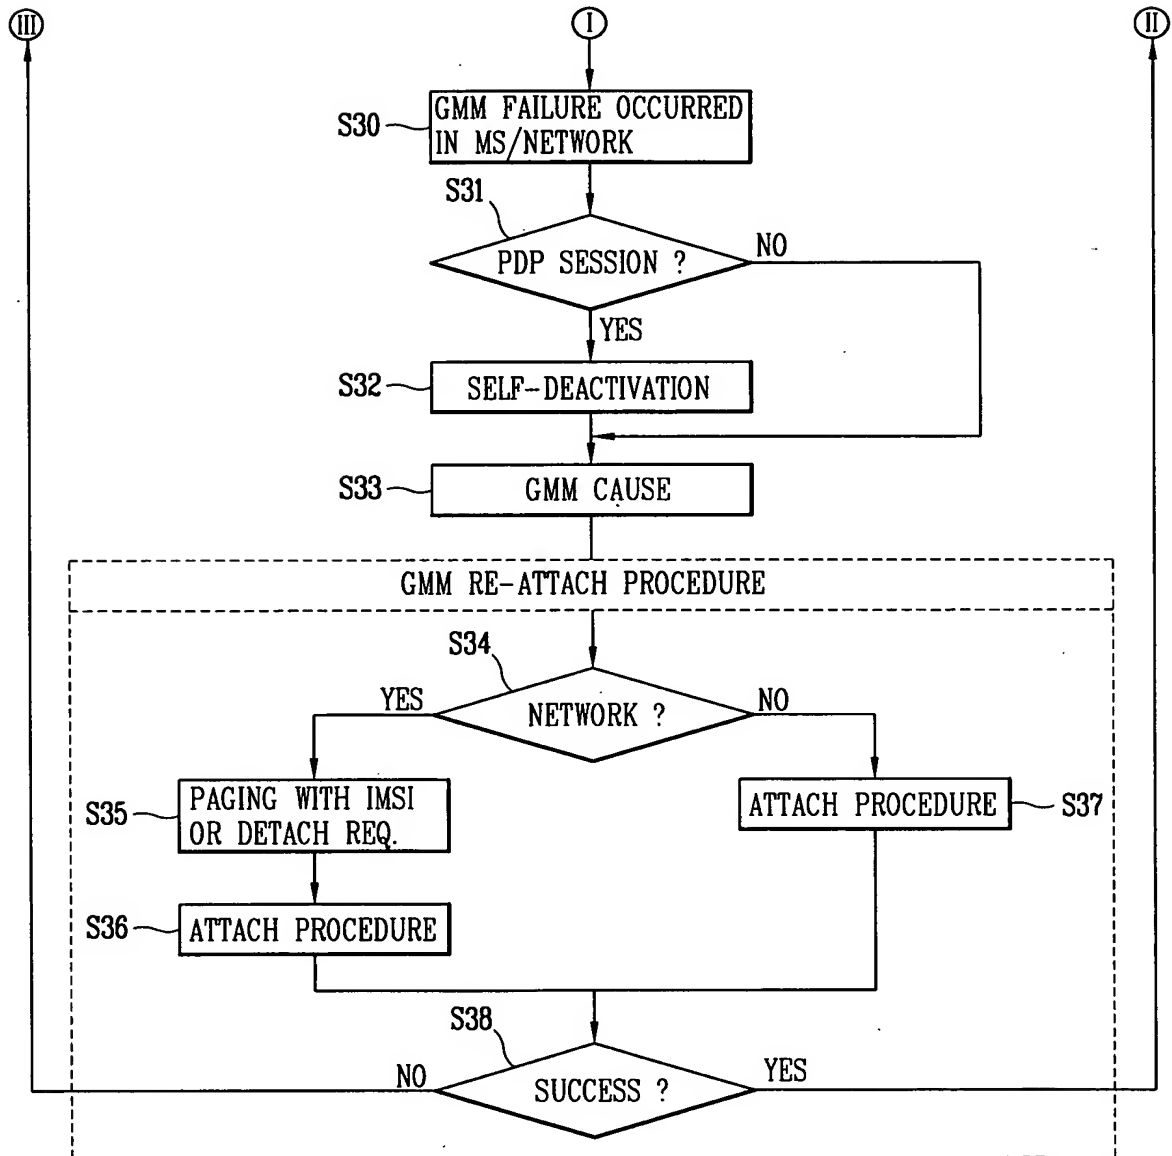 III
I
II
GMM FAILURE OCCURRED
IN MS/NETWORK
S30
S31
PDP SESSION ?
NO
YES
S32
SELF-DEACTIVATION
S33
GMM CAUSE
GMM RE-ATTACH PROCEDURE
S34
YES
NETWORK ?
NO
S35
PAGING WITH IMSI
OR DETACH REQ.
ATTACH PROCEDURE
S37
S36
ATTACH PROCEDURE
S38
NO
SUCCESS ?
YES